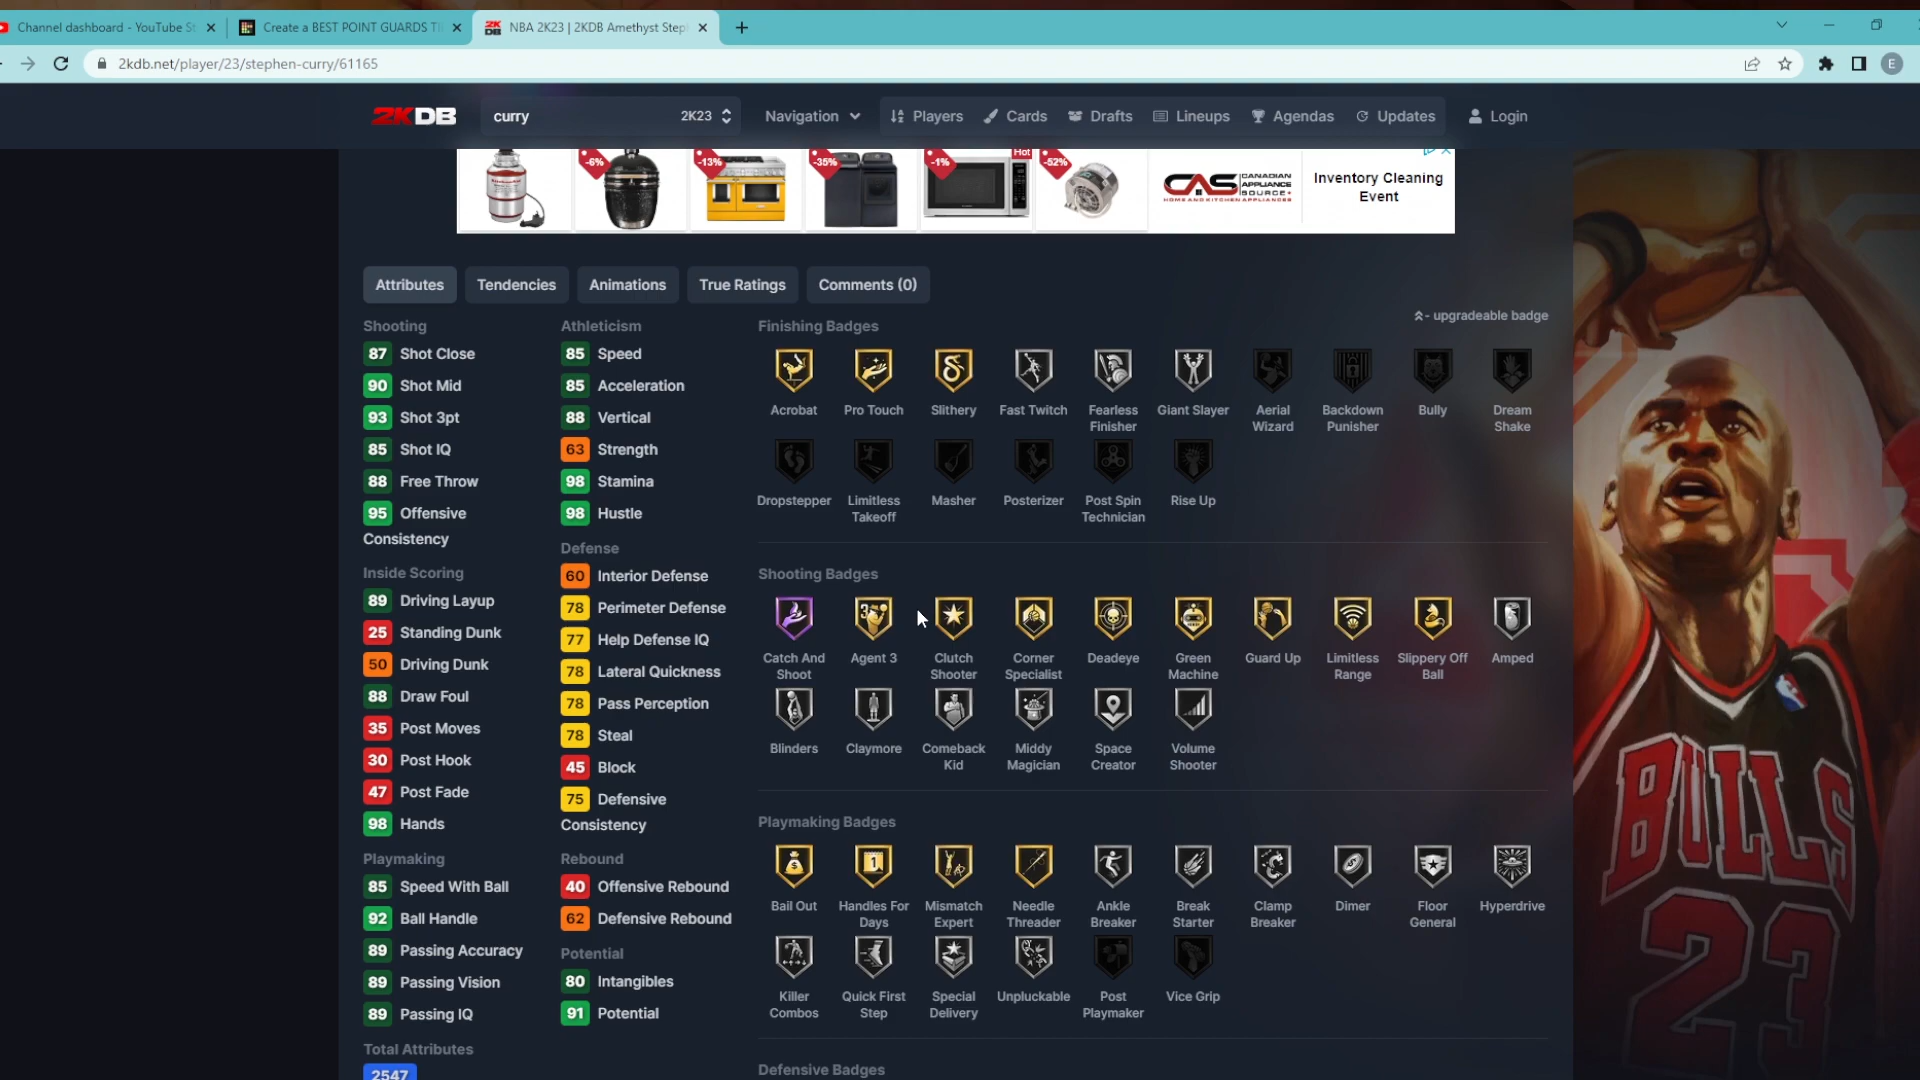 Channel dashboard - YouTube St
Create a BEST POINT GUARDS TI
NBA 2K23 | 2KDB Amethyst Step
2kdb.net/player/23/stephen-curry/61165
E
2KDB
curry
2K23
Navigation
Players
Cards
Drafts
Lineups
Agendas
Updates
Login
-6%
-13%
-35%
-1%
Hot
-52%
CAS CANADIAN APPLIANCE SOURCE
HOME AND KITCHEN APPLIANCES
Inventory Cleaning
Event
Attributes
Tendencies
Animations
True Ratings
Comments (0)
- upgradeable badge
Shooting
87 Shot Close
90 Shot Mid
93 Shot 3pt
85 Shot IQ
88 Free Throw
95 Offensive
Consistency
Inside Scoring
89 Driving Layup
25 Standing Dunk
50 Driving Dunk
88 Draw Foul
35 Post Moves
30 Post Hook
47 Post Fade
98 Hands
Playmaking
85 Speed With Ball
92 Ball Handle
89 Passing Accuracy
89 Passing Vision
89 Passing IQ
Total Attributes
2547
Athleticism
85 Speed
85 Acceleration
88 Vertical
63 Strength
98 Stamina
98 Hustle
Defense
60 Interior Defense
78 Perimeter Defense
77 Help Defense IQ
78 Lateral Quickness
78 Pass Perception
78 Steal
45 Block
75 Defensive
Consistency
Rebound
40 Offensive Rebound
62 Defensive Rebound
Potential
80 Intangibles
91 Potential
Finishing Badges
Acrobat
Pro Touch
Slithery
Fast Twitch
Fearless
Finisher
Giant Slayer
Aerial
Wizard
Backdown
Punisher
Bully
Dream
Shake
Dropstepper
Limitless
Takeoff
Masher
Posterizer
Post Spin
Technician
Rise Up
Shooting Badges
Catch And
Shoot
Agent 3
Clutch
Shooter
Corner
Specialist
Deadeye
Green
Machine
Guard Up
Limitless
Range
Slippery Off
Ball
Amped
Blinders
Claymore
Comeback
Kid
Middy
Magician
Space
Creator
Volume
Shooter
Playmaking Badges
Bail Out
Handles For
Days
Mismatch
Expert
Needle
Threader
Ankle
Breaker
Break
Starter
Clamp
Breaker
Dimer
Floor
General
Hyperdrive
Killer
Combos
Quick First
Step
Special
Delivery
Unpluckable
Post
Playmaker
Vice Grip
Defensive Badges
BULLS
23